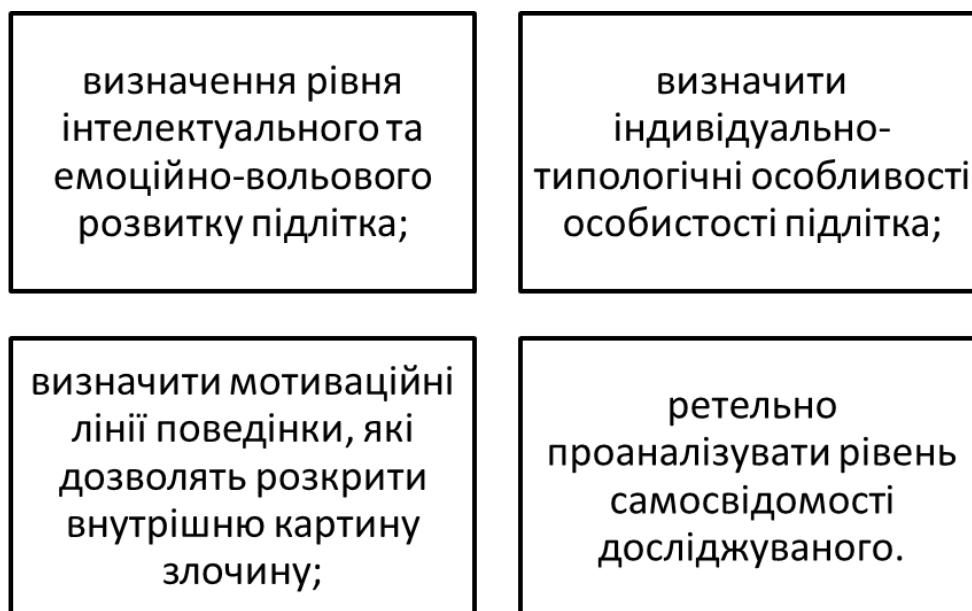 визначення рівня
інтелектуального та
емоційно-вольового
розвитку підлітка;
визначити
індивідуально-
типологічні особливості
особистості підлітка;
визначити мотиваційні
лінії поведінки, які
дозволять розкрити
внутрішню картину
злочину;
ретельно
проаналізувати рівень
самосвідомості
досліджуваного.